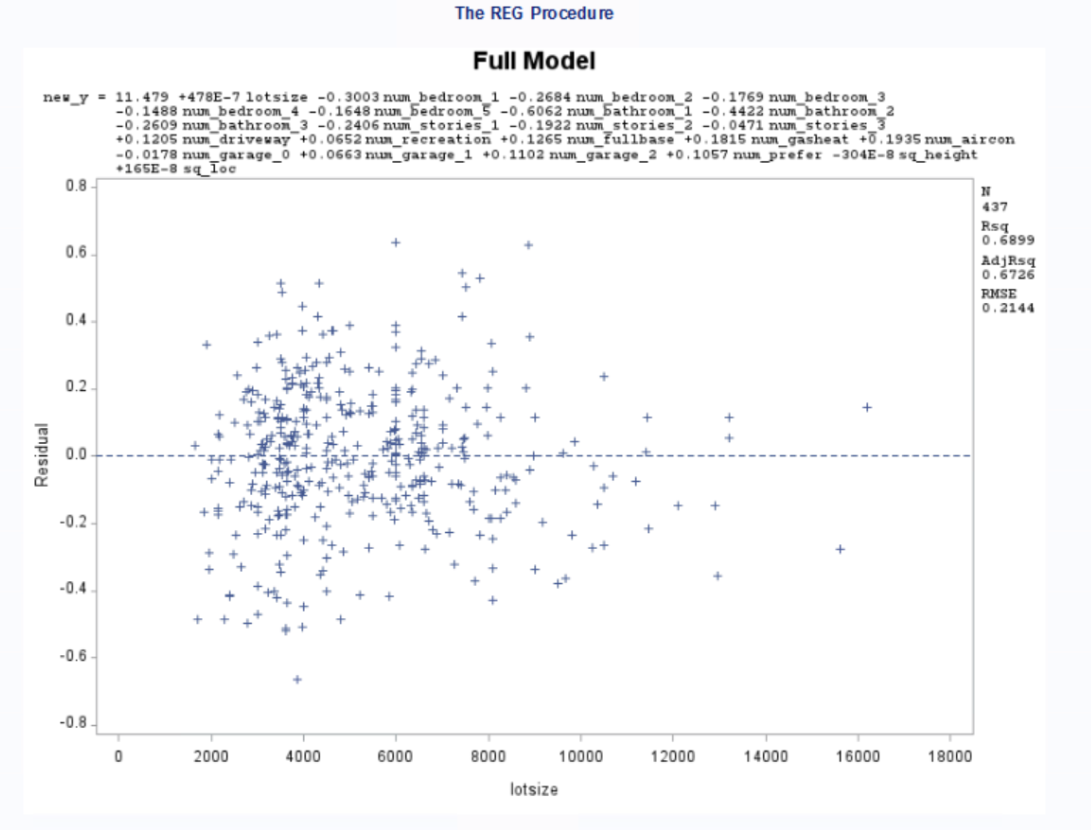 The REG Procedure
Full Model
new_y = 11.479 +478E-7 lotsize -0.3003 num_bedroom_1 -0.2684 num_bedroom_2 -0.1769 num_bedroom_3
-0.1488 num_bedroom_4 -0.1648 num_bedroom_5 -0.6062 num_bathroom_1 -0.4422 num_bathroom_2
-0.2609 num_bathroom_3 -0.2406 num_stories_1 -0.1922 num_stories_2 -0.0471 num_stories_3
+0.1205 num_driveway +0.0652 num_recreation +0.1265 num_fullbase +0.1815 num_gasheat +0.1935 num_aircon
-0.0178 num_garage_0 +0.0663 num_garage_1 +0.1102 num_garage_2 +0.1057 num_prefer -304E-8 sq_height
+165E-8 sq_loc
N
437
Rsq
0.6899
AdjRsq
0.6726
RMSE
0.2144
0.8
0.6
0.4
0.2
0.0
-0.2
-0.4
-0.6
-0.8
Residual
0 2000 4000 6000 8000 10000 12000 14000 16000 18000
lotsize